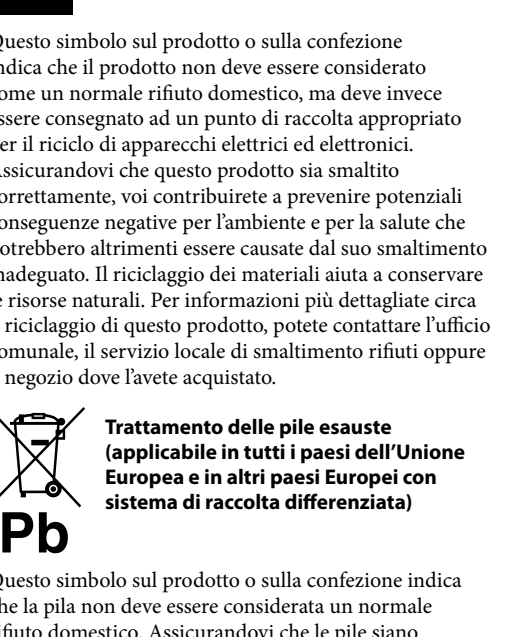 Questo simbolo sul prodotto o sulla confezione
ndica che il prodotto non deve essere considerato
ome un normale rifiuto domestico, ma deve invece
ssere consegnato ad un punto di raccolta appropriato
er il riciclo di apparecchi elettrici ed elettronici.
Assicurandovi che questo prodotto sia smaltito
orrettamente, voi contribuirete a prevenire potenziali
onseguenze negative per l’ambiente e per la salute che
otrebbero altrimenti essere causate dal suo smaltimento
nadeguato. Il riciclaggio dei materiali aiuta a conservare
e risorse naturali. Per informazioni più dettagliate circa
riciclaggio di questo prodotto, potete contattare l’ufficio
omunale, il servizio locale di smaltimento rifiuti oppure
negozio dove l’avete acquistato.
Trattamento delle pile esauste
(applicabile in tutti i paesi dell’Unione
Europea e in altri paesi Europei con
sistema di raccolta differenziata)
Pb
Questo simbolo sul prodotto o sulla confezione indica
he la pila non deve essere considerata un normale
ifiuto domestico. Assicurandovi che le pile siano